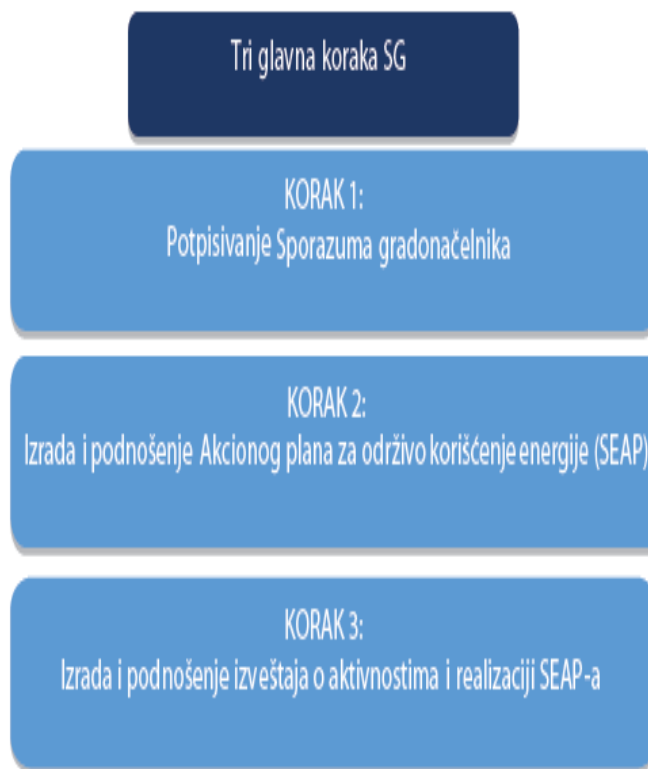 Tri glavna koraka SG
KORAK 1:
Potpisivanje Sporazuma gradonačelnika
KORAK 2:
Izrada i podnošenje Akcionog plana za održivo korišćenje energije (SEAP)
KORAK 3:
Izrada i podnošenje izveštaja o aktivnostima i realizaciji SEAP-a